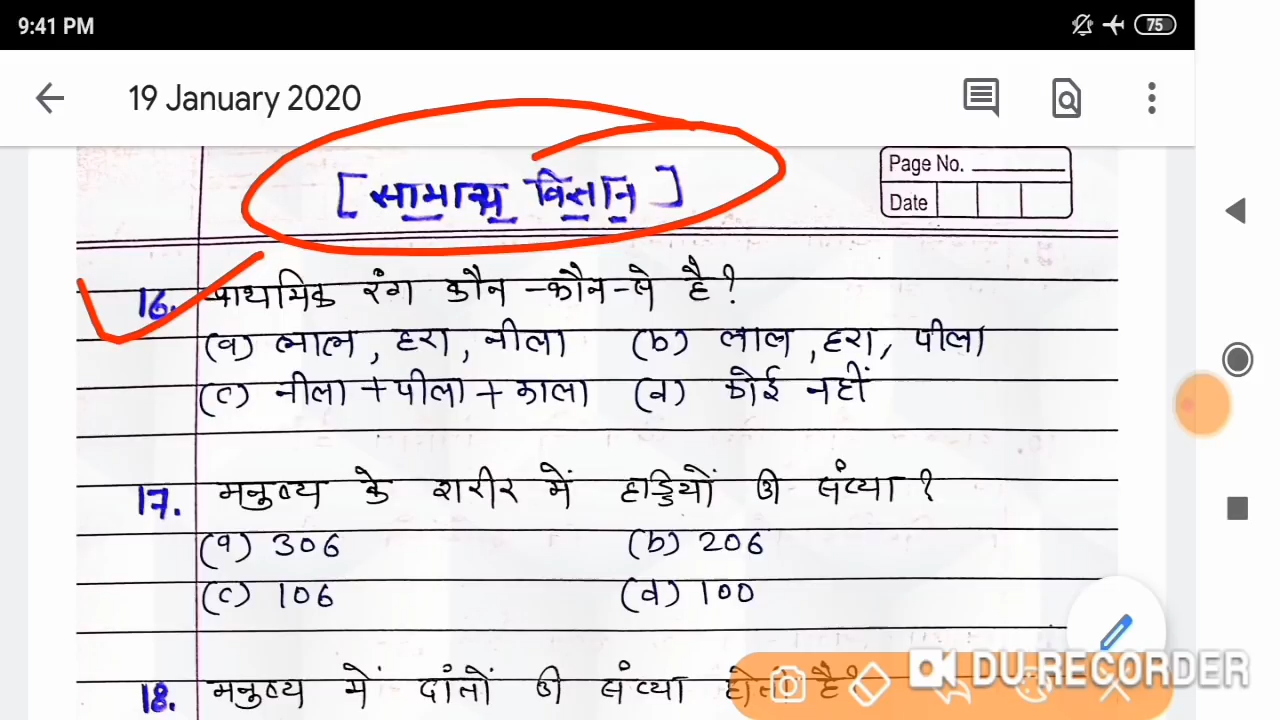 9:41 PM
75
19 January 2020
Page No.
Date
[सामान्य विज्ञान]
16. प्राथमिक रंग कौन-कौन-से है?
(a) लाल, हरा, नीला (b) लाल, हरा, पीला
(c) नीला + पीला + काला (d) कोई नहीं
17. मनुष्य के शरीर में हाड्डियों की संख्या?
(a) 306 (b) 206
(c) 106 (d) 100
18. मनुष्य में दांतों की संख्या होती है?
DU RECORDER